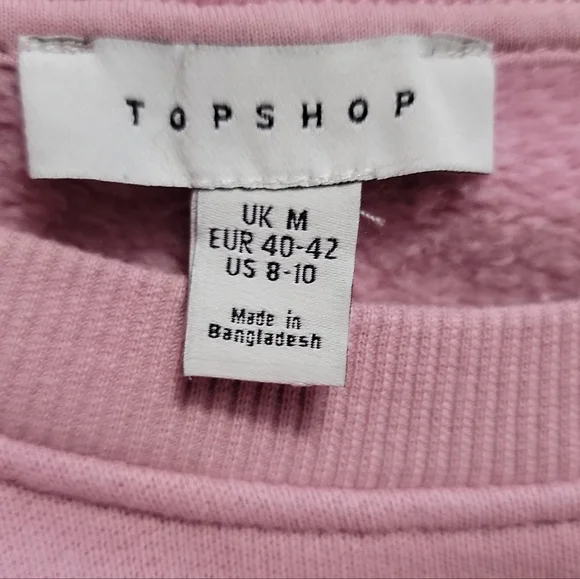 TOPSHOP
UK M
EUR 40-42
US 8-10
Made in
Bangladesh